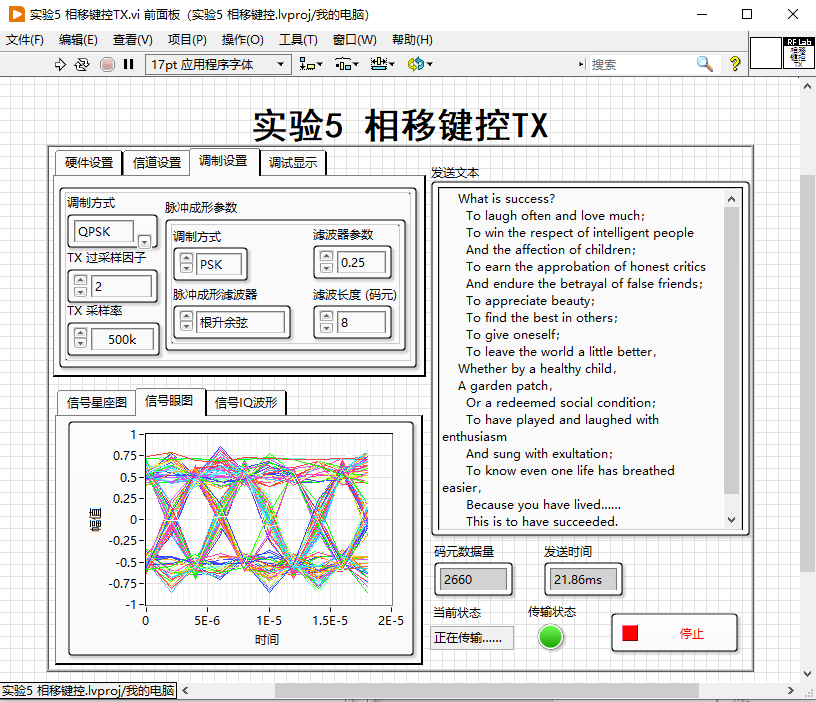 实验5 相移键控TX.vi 前面板 (实验5 相移键控.lvproj/我的电脑)
文件(F) 编辑(E) 查看(V) 项目(P) 操作(O) 工具(T) 窗口(W) 帮助(H)
17pt 应用程序字体
搜索
RF Lab
相移
键控
TX
实验5 相移键控TX
硬件设置 信道设置 调制设置 调试显示
调制方式
QPSK
TX 过采样因子
2
TX 采样率
500k
脉冲成形参数
调制方式
PSK
滤波器参数
0.25
脉冲成形滤波器
根升余弦
滤波长度 (码元)
8
发送文本
What is success?
To laugh often and love much;
To win the respect of intelligent people
And the affection of children;
To earn the approbation of honest critics
And endure the betrayal of false friends;
To appreciate beauty;
To find the best in others;
To give oneself;
To leave the world a little better,
Whether by a healthy child,
A garden patch,
Or a redeemed social condition;
To have played and laughed with
enthusiasm
And sung with exultation;
To know even one life has breathed
easier,
Because you have lived......
This is to have succeeded.
信号星座图 信号眼图 信号IQ波形
幅值
1
0.75
0.5
0.25
0
-0.25
-0.5
-0.75
-1
0 5E-6 1E-5 1.5E-5 2E-5
时间
码元数据量
2660
发送时间
21.86ms
当前状态
正在传输......
传输状态
停止
实验5 相移键控.lvproj/我的电脑